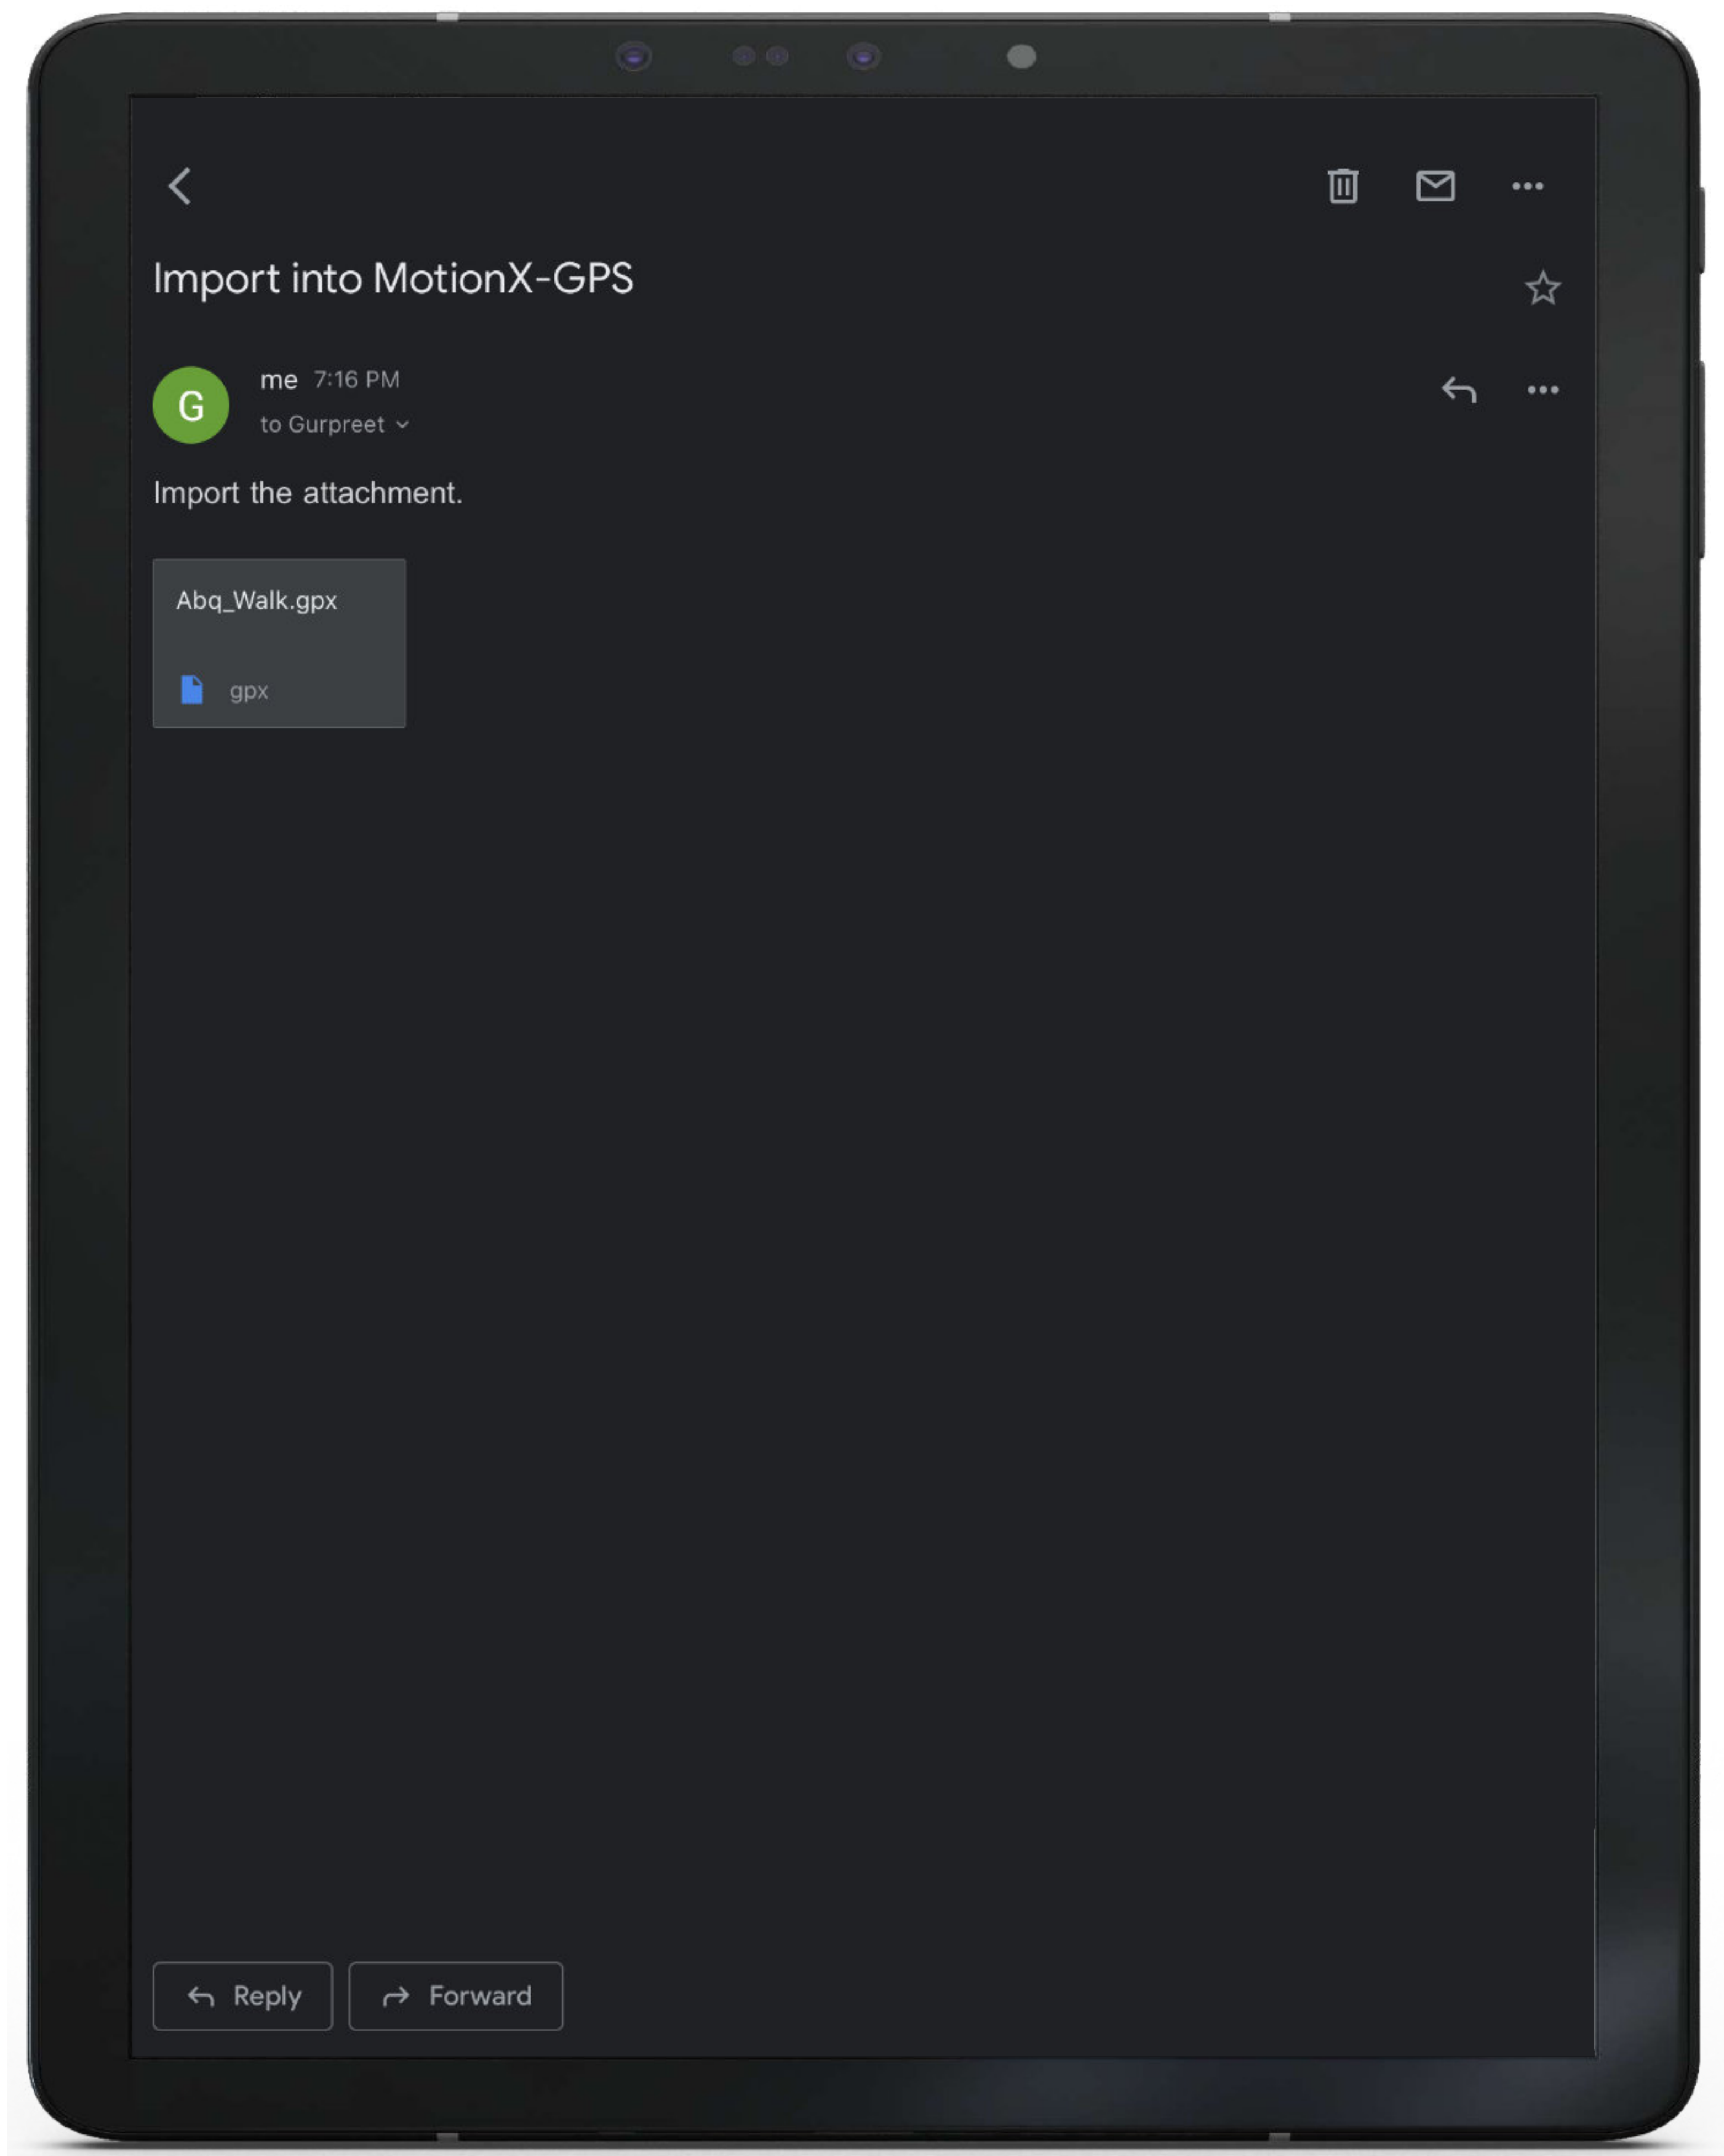 Import into MotionX-GPS
G
me 7:16 PM
to Gurpreet
Import the attachment.
Abq_Walk.gpx
gpx
Reply
Forward